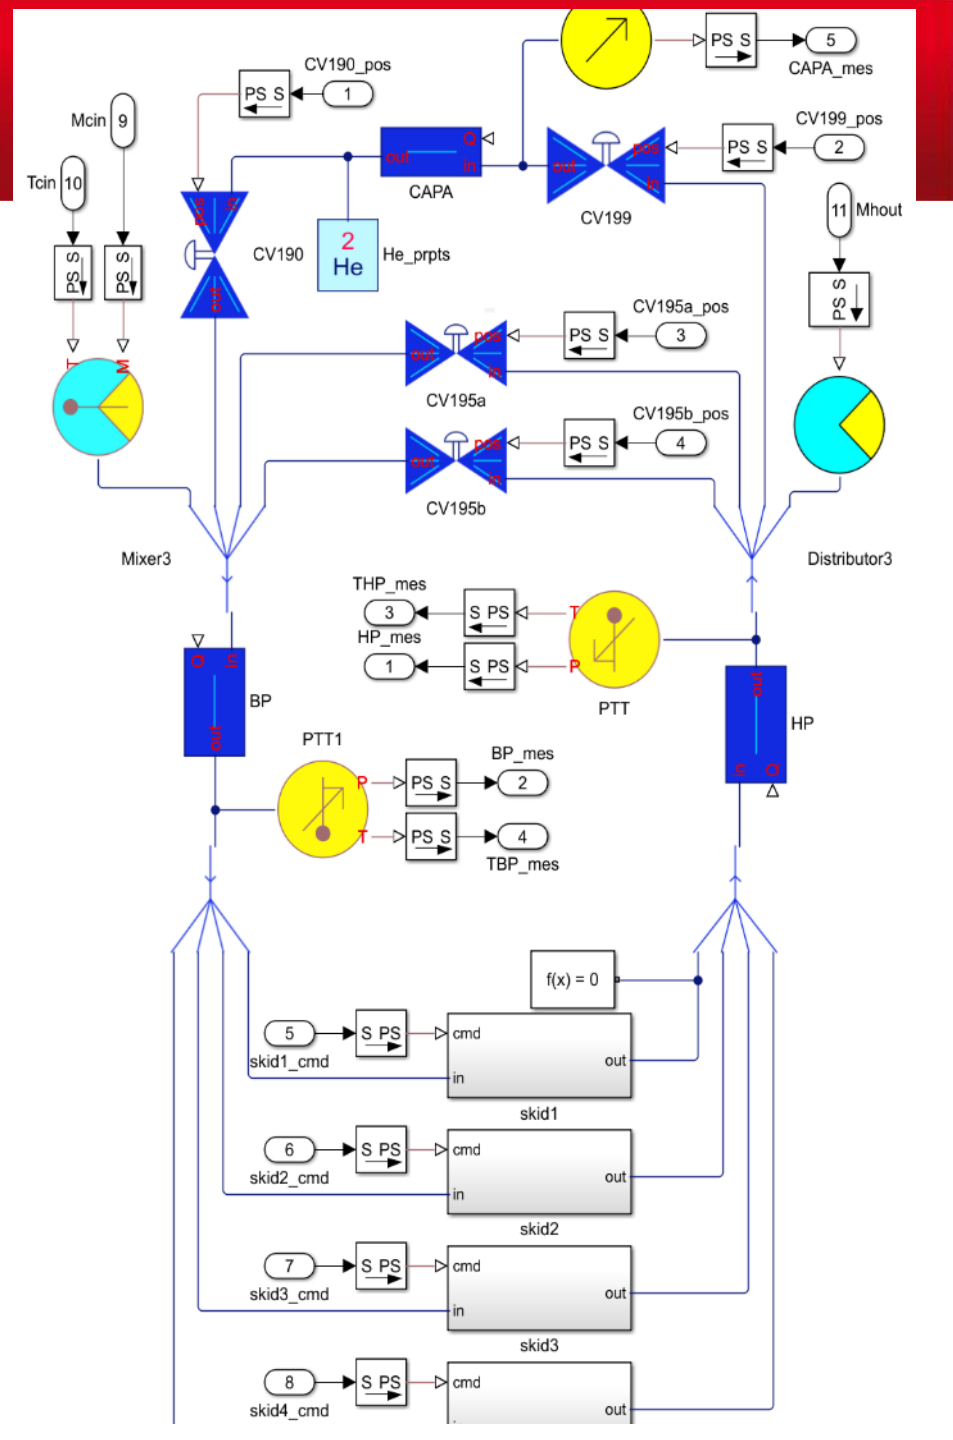 PS S
5
CAPA_mes
CV190_pos
PS S
1
Mcin
9
Tcin
10
CV199_pos
PS S
2
out
Q
in
CAPA
out
pos
in
CV199
pos
in
CV190
out
2
He
He_prpts
11
Mhout
PS S
PS S
PS S
CV195a_pos
PS S
3
out
pos
in
CV195a
T
M
CV195b_pos
PS S
4
out
pos
in
CV195b
Mixer3
Distributor3
THP_mes
3
S PS
T
HP_mes
1
S PS
P
PTT
Q
in
out
BP
out
in
Q
HP
PTT1
P
PS S
BP_mes
2
T
PS S
4
TBP_mes
f(x) = 0
5
S PS
cmd
skid1_cmd
out
in
skid1
6
S PS
cmd
skid2_cmd
out
in
skid2
7
S PS
cmd
skid3_cmd
out
in
skid3
8
S PS
cmd
skid4_cmd
out